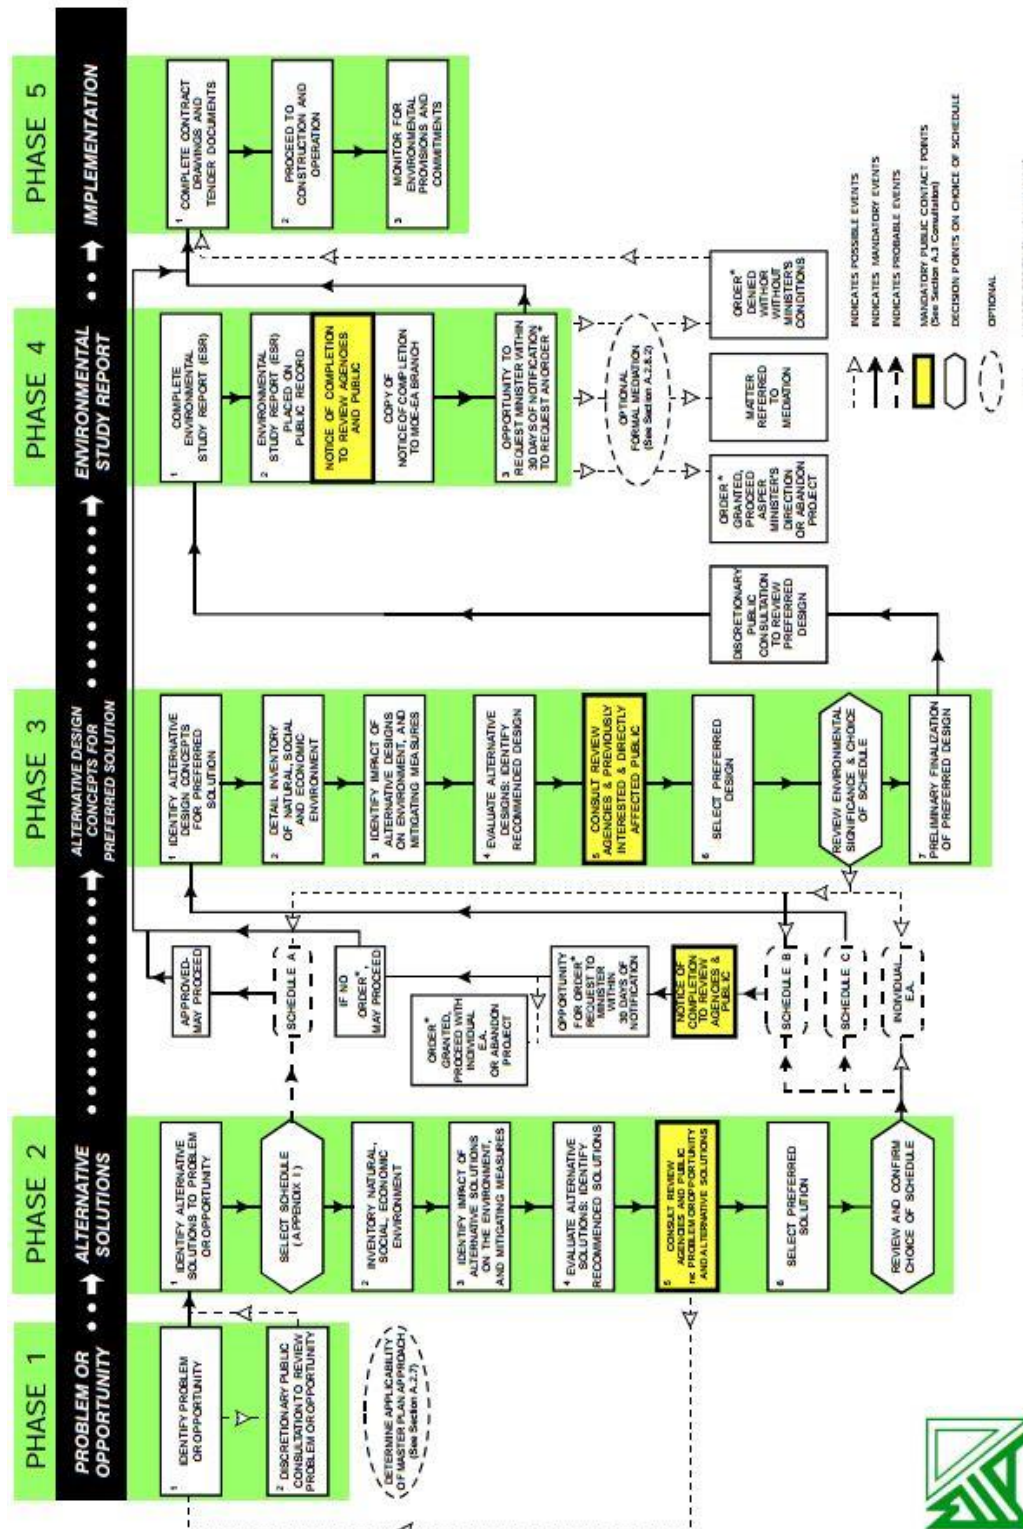 PHASE 1
PROBLEM OR
OPPORTUNITY
1 IDENTIFY PROBLEM
OR OPPORTUNITY
2 DISCRETIONARY PUBLIC
CONSULTATION TO REVIEW
PROBLEM OR OPPORTUNITY
DETERMINE APPLICABILITY
OF MASTER PLAN APPROACH
(See Section A.2.7)
PHASE 2
ALTERNATIVE
SOLUTIONS
1 IDENTIFY ALTERNATIVE
SOLUTIONS TO PROBLEM
OR OPPORTUNITY
SELECT SCHEDULE
(APPENDIX I)
2 INVENTORY NATURAL,
SOCIAL, ECONOMIC
ENVIRONMENT
3 IDENTIFY IMPACT OF
ALTERNATIVE SOLUTIONS
ON THE ENVIRONMENT,
AND MITIGATING MEASURES
4 EVALUATE ALTERNATIVE
SOLUTIONS: IDENTIFY
RECOMMENDED SOLUTIONS
5 CONSULT REVIEW
AGENCIES AND PUBLIC
re: PROBLEM OR OPPORTUNITY
AND ALTERNATIVE SOLUTIONS
6 SELECT PREFERRED
SOLUTION
REVIEW AND CONFIRM
CHOICE OF SCHEDULE
APPROVED-
MAY PROCEED
SCHEDULE A
IF NO
ORDER*,
MAY PROCEED
ORDER*
GRANTED,
PROCEED WITH
INDIVIDUAL
E.A.
OR ABANDON
PROJECT
OPPORTUNITY
FOR ORDER*
REQUEST TO
MINISTER
WITHIN
30 DAYS OF
NOTIFICATION
NOTICE OF
COMPLETION
TO REVIEW
AGENCIES &
PUBLIC
SCHEDULE B
SCHEDULE C
INDIVIDUAL
E.A.
PHASE 3
ALTERNATIVE DESIGN
CONCEPTS FOR
PREFERRED SOLUTION
1 IDENTIFY ALTERNATIVE
DESIGN CONCEPTS
FOR PREFERRED
SOLUTION
2 DETAIL INVENTORY
OF NATURAL, SOCIAL
AND ECONOMIC
ENVIRONMENT
3 IDENTIFY IMPACT OF
ALTERNATIVE DESIGNS
ON ENVIRONMENT, AND
MITIGATING MEASURES
4 EVALUATE ALTERNATIVE
DESIGNS: IDENTIFY
RECOMMENDED DESIGN
5 CONSULT REVIEW
AGENCIES & PREVIOUSLY
INTERESTED & DIRECTLY
AFFECTED PUBLIC
6 SELECT PREFERRED
DESIGN
REVIEW ENVIRONMENTAL
SIGNIFICANCE & CHOICE
OF SCHEDULE
7 PRELIMINARY FINALIZATION
OF PREFERRED DESIGN
DISCRETIONARY
PUBLIC
CONSULTATION
TO REVIEW
PREFERRED
DESIGN
PHASE 4
ENVIRONMENTAL
STUDY REPORT
1 COMPLETE
ENVIRONMENTAL
STUDY REPORT (ESR)
2 ENVIRONMENTAL
STUDY REPORT (ESR)
PLACED ON
PUBLIC RECORD
NOTICE OF COMPLETION
TO REVIEW AGENCIES
AND PUBLIC
COPY OF
NOTICE OF COMPLETION
TO MOE-EA BRANCH
3 OPPORTUNITY TO
REQUEST MINISTER WITHIN
30 DAYS OF NOTIFICATION
TO REQUEST AN ORDER*
OPTIONAL
FORMAL MEDIATION
(See Section A.2.8.2)
ORDER*
GRANTED,
PROCEED
AS PER
MINISTER'S
DIRECTION
OR ABANDON
PROJECT
MATTER
REFERRED
TO
MEDIATION
ORDER*
DENIED
WITH OR
WITHOUT
MINISTER'S
CONDITIONS
PHASE 5
IMPLEMENTATION
1 COMPLETE CONTRACT
DRAWINGS AND
TENDER DOCUMENTS
2 PROCEED TO
CONSTRUCTION AND
OPERATION
3 MONITOR FOR
ENVIRONMENTAL
PROVISIONS AND
COMMITMENTS
INDICATES POSSIBLE EVENTS
INDICATES MANDATORY EVENTS
INDICATES PROBABLE EVENTS
MANDATORY PUBLIC CONTACT POINTS
(See Section A.3 Consultation)
DECISION POINTS ON CHOICE OF SCHEDULE
OPTIONAL